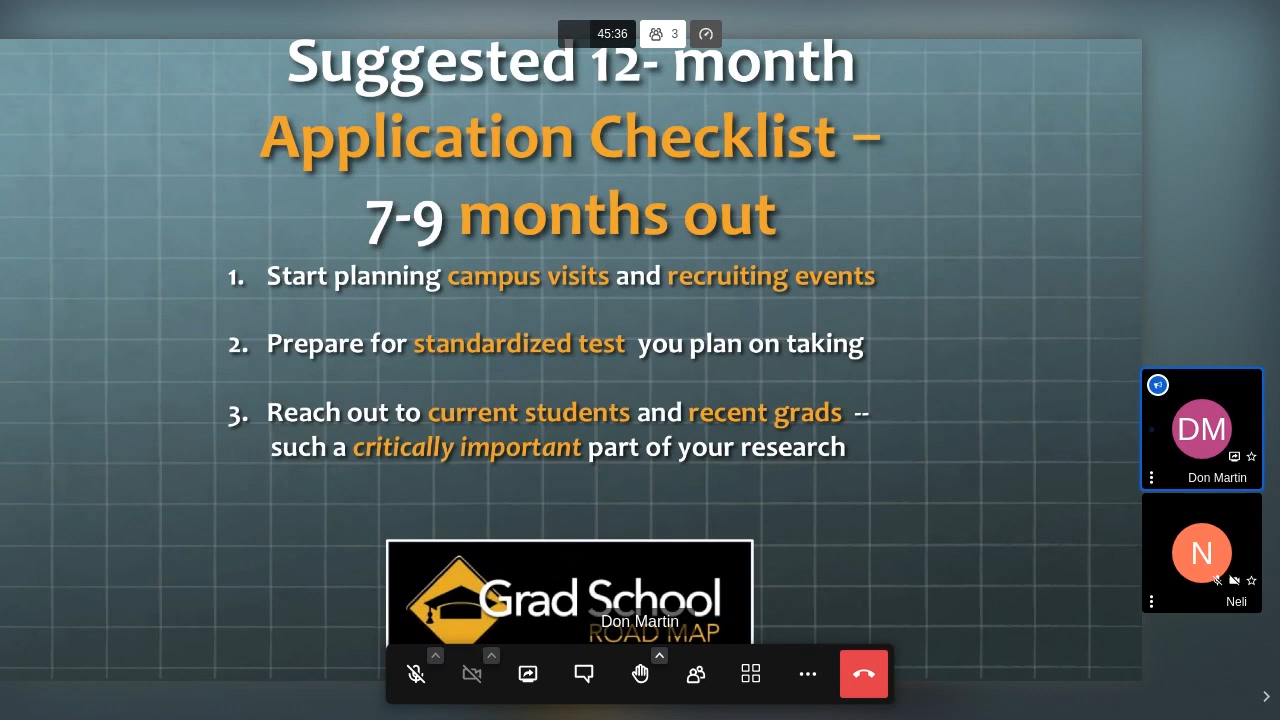 45:36
3
Suggested 12- month
Application Checklist –
7-9 months out
1. Start planning campus visits and recruiting events
2. Prepare for standardized test you plan on taking
3. Reach out to current students and recent grads --
such a critically important part of your research
DM
Don Martin
N
Neli
Grad School
Don Martin
ROAD MAP